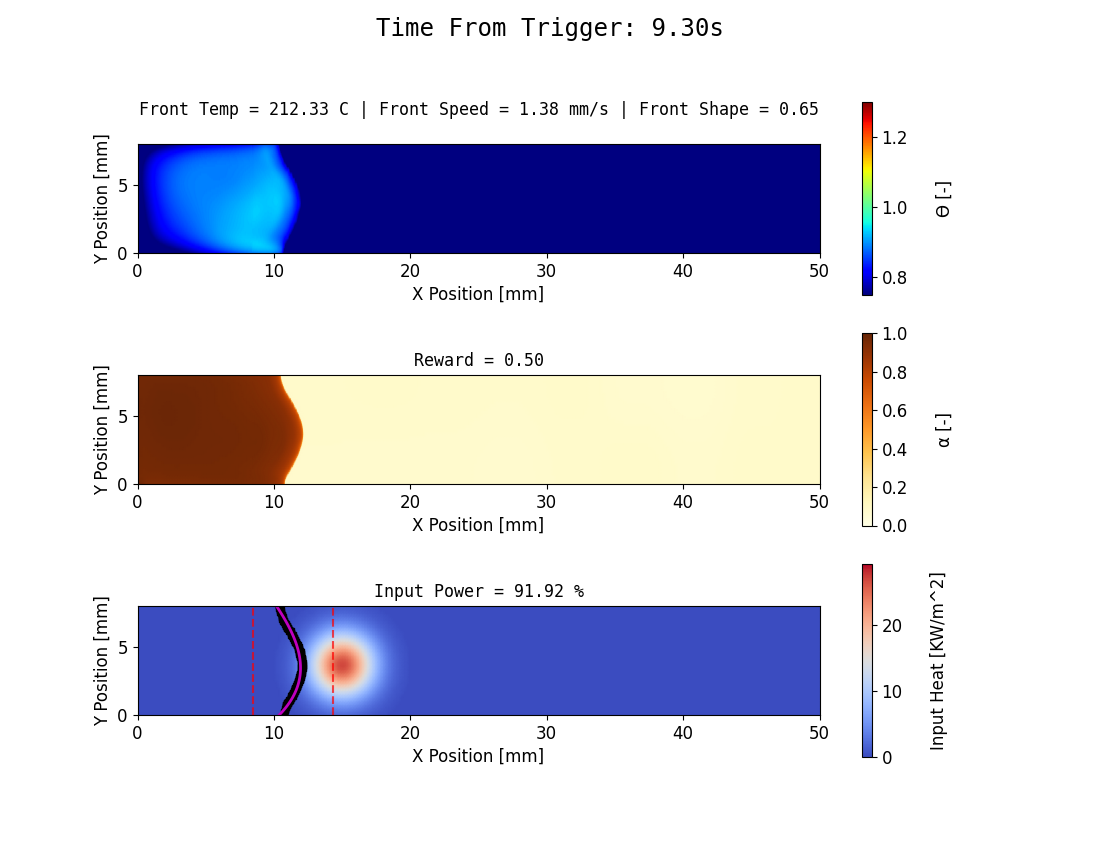 Time From Trigger: 9.30s
Front Temp = 212.33 C | Front Speed = 1.38 mm/s | Front Shape = 0.65
Y Position [mm]
5
0
0 10 20 30 40 50
X Position [mm]
1.2
1.0
0.8
Θ [-]
Reward = 0.50
Y Position [mm]
5
0
0 10 20 30 40 50
X Position [mm]
1.0
0.8
0.6
0.4
0.2
0.0
α [-]
Input Power = 91.92 %
Y Position [mm]
5
0
0 10 20 30 40 50
X Position [mm]
20
10
0
Input Heat [KW/m^2]